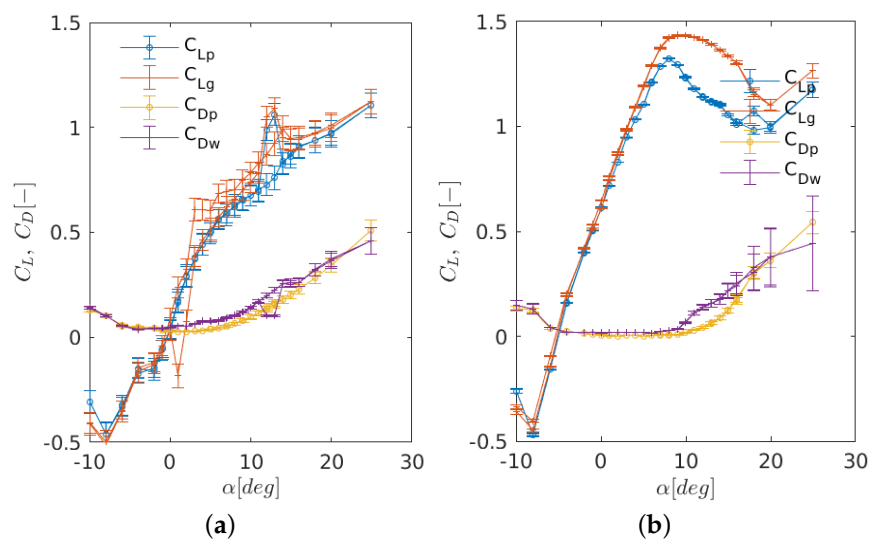 1.5
1
0.5
0
-0.5
-10
0
10
20
30
C_L, C_D[-]
α[deg]
C_Lp
C_Lg
C_Dp
C_Dw
(a)
1.5
1
0.5
0
-0.5
-10
0
10
20
30
C_L, C_D[-]
α[deg]
C_Lp
C_Lg
C_Dp
C_Dw
(b)